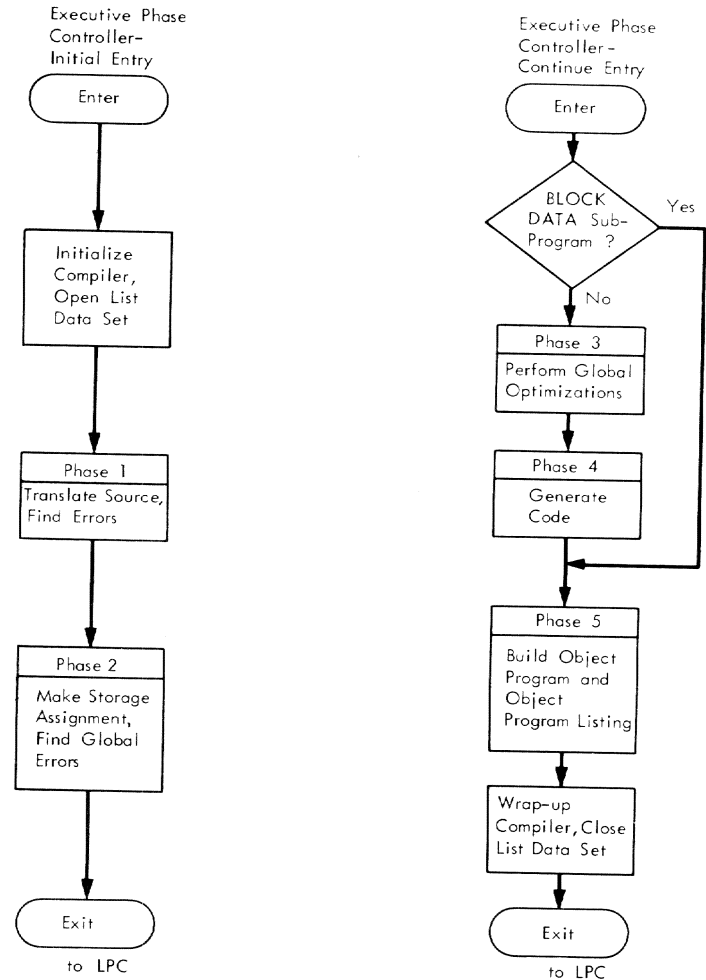 Executive Phase
Controller-
Initial Entry
Enter
Initialize
Compiler,
Open List
Data Set
Phase 1
Translate Source,
Find Errors
Phase 2
Make Storage
Assignment,
Find Global
Errors
Exit
to LPC
Executive Phase
Controller-
Continue Entry
Enter
BLOCK
DATA Sub-
Program ?
Yes
No
Phase 3
Perform Global
Optimizations
Phase 4
Generate
Code
Phase 5
Build Object
Program and
Object
Program Listing
Wrap-up
Compiler, Close
List Data Set
Exit
to LPC